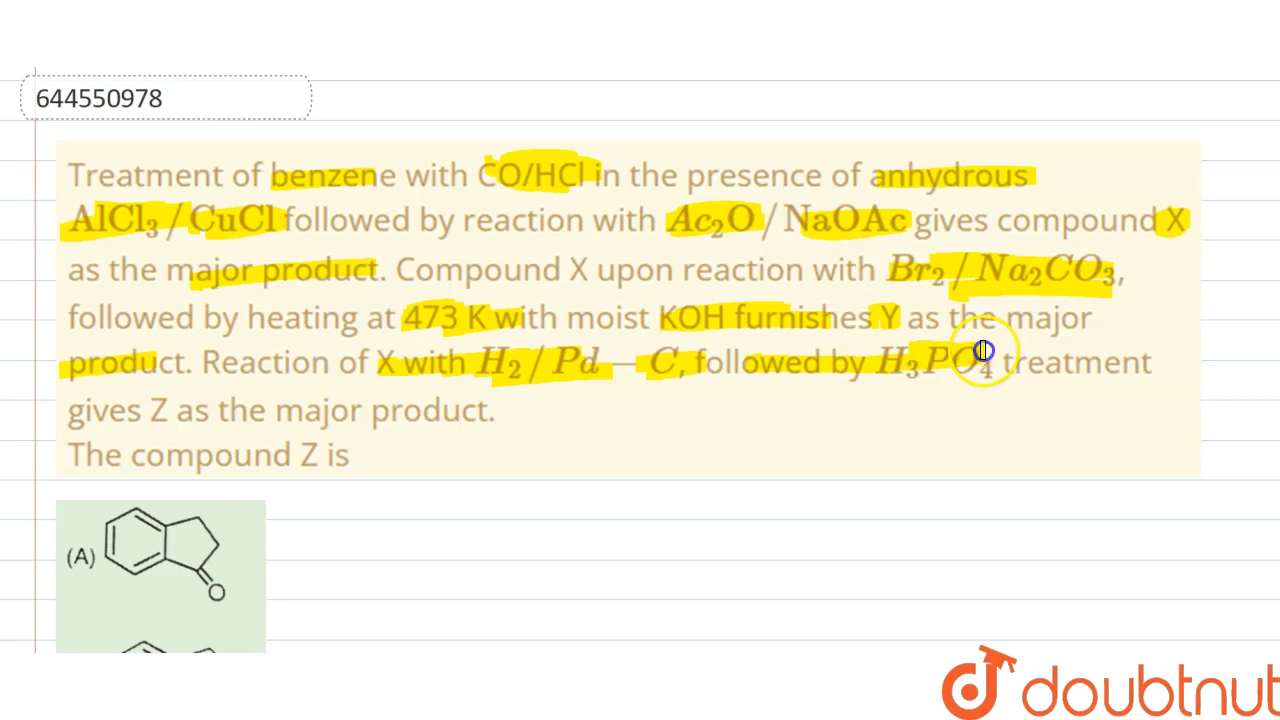 644550978
Treatment of benzene with CO/HCl in the presence of anhydrous
AlCl₃/CuCl followed by reaction with Ac₂O/NaOAc gives compound X
as the major product. Compound X upon reaction with Br₂/Na₂CO₃,
followed by heating at 473 K with moist KOH furnishes Y as the major
product. Reaction of X with H₂/Pd – C, followed by H₃PO₄ treatment
gives Z as the major product.
The compound Z is
(A)
O
doubtnut